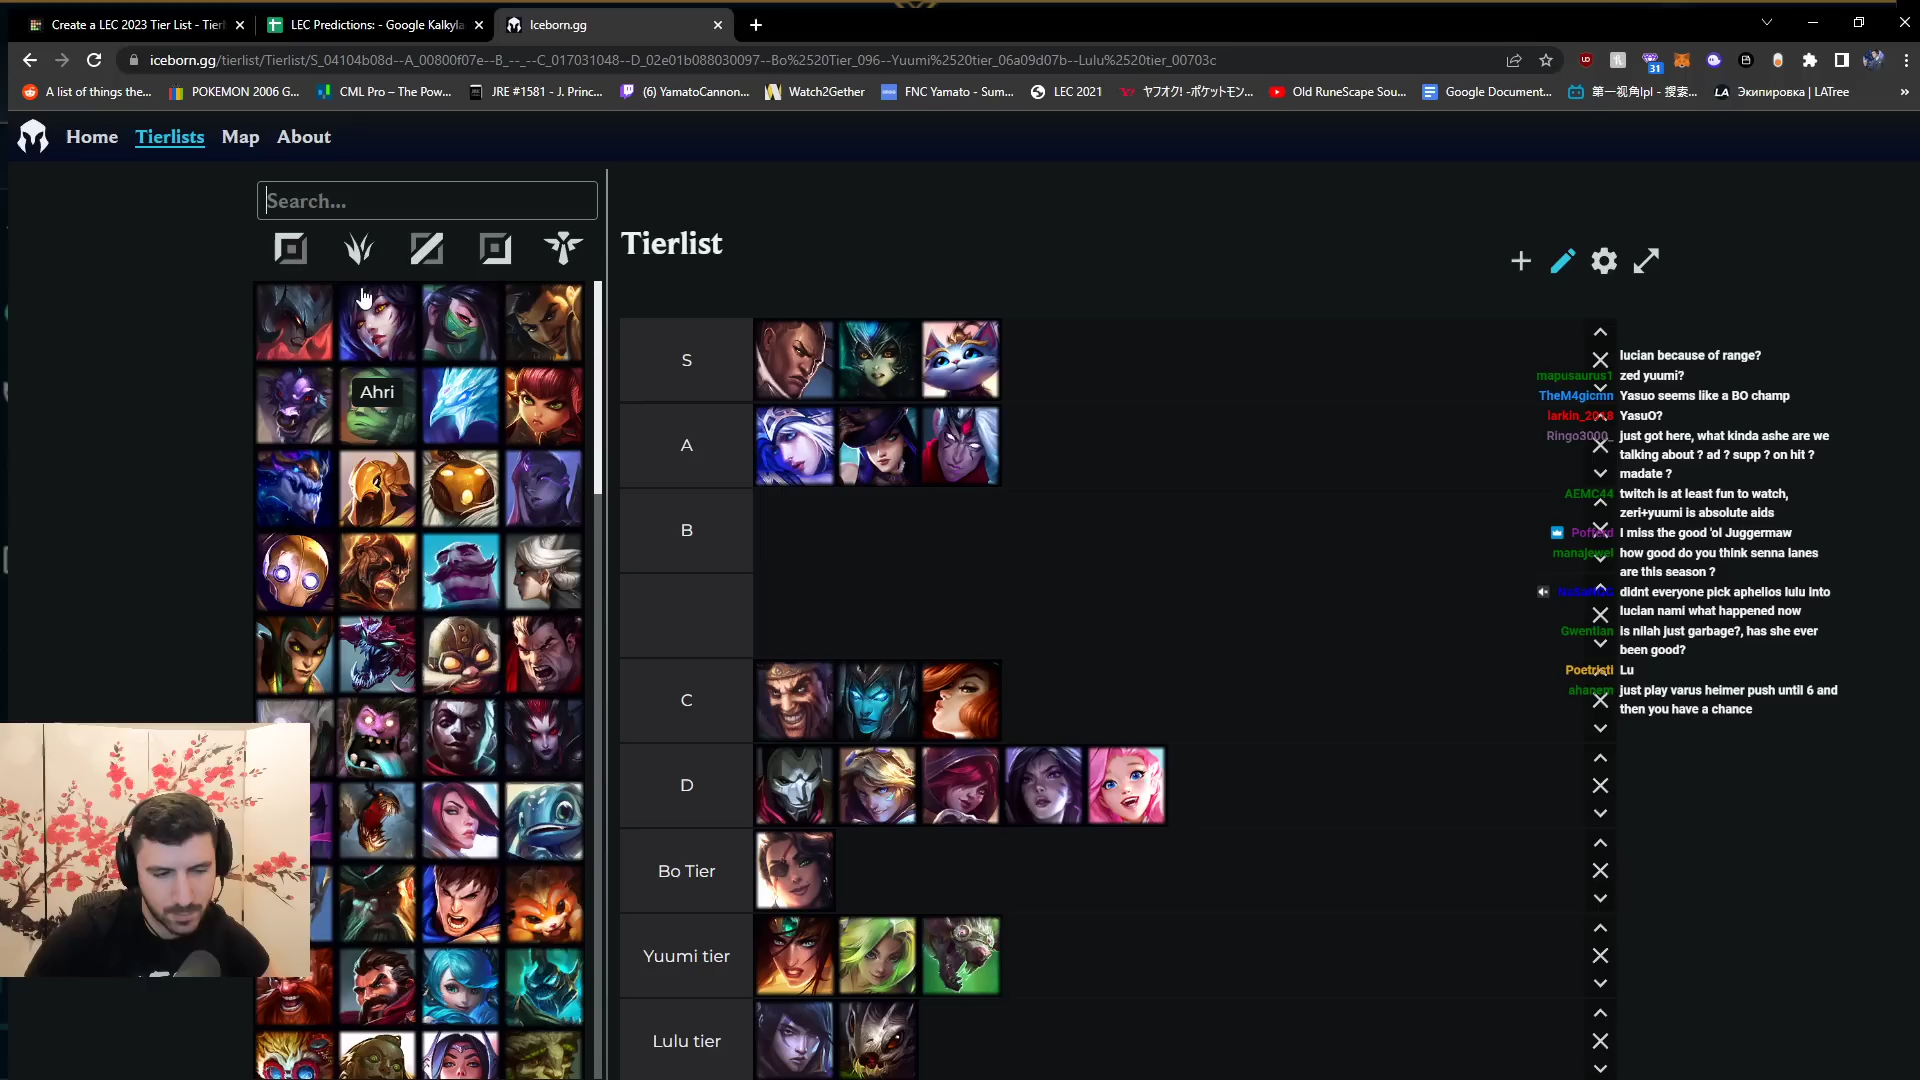 Create a LEC 2023 Tier List - Tier
LEC Predictions: - Google Kalkyla
Iceborn.gg
iceborn.gg/tierlist/Tierlist/S_04104b08d--A_00800f07e--B_--_--C_017031048--D_02e01b088030097--Bo%2520Tier_096--Yuumi%2520tier_06a09d07b--Lulu%2520tier_00703c
31
A list of things the...
POKEMON 2006 G...
CML Pro – The Pow...
JRE #1581 - J. Princ...
(6) YamatoCannon...
Watch2Gether
FNC Yamato - Sum...
LEC 2021
ヤフオク! -ポケットモン...
Old RuneScape Sou...
Google Document...
第一视角lpl - 搜索...
LA Экипировка | LATree
»
Home Tierlists Map About
Search...
Ahri
Tierlist
S
A
B
C
D
Bo Tier
Yuumi tier
Lulu tier
lucian because of range?
mapusaurus1 zed yuumi?
TheM4gicmn Yasuo seems like a BO champ
YasuO?
Ringo3000_ just got here, what kinda ashe are we
talking about ? ad ? supp ? on hit ?
madate ?
AEMC44 twitch is at least fun to watch,
zeri+yuumi is absolute aids
I miss the good 'ol Juggermaw
manajewel how good do you think senna lanes
are this season ?
didnt everyone pick aphelios lulu into
lucian nami what happened now
Gwentian Is nilah just garbage?, has she ever
been good?
Poetristi Lu
ahanem just play varus heimer push until 6 and
then you have a chance